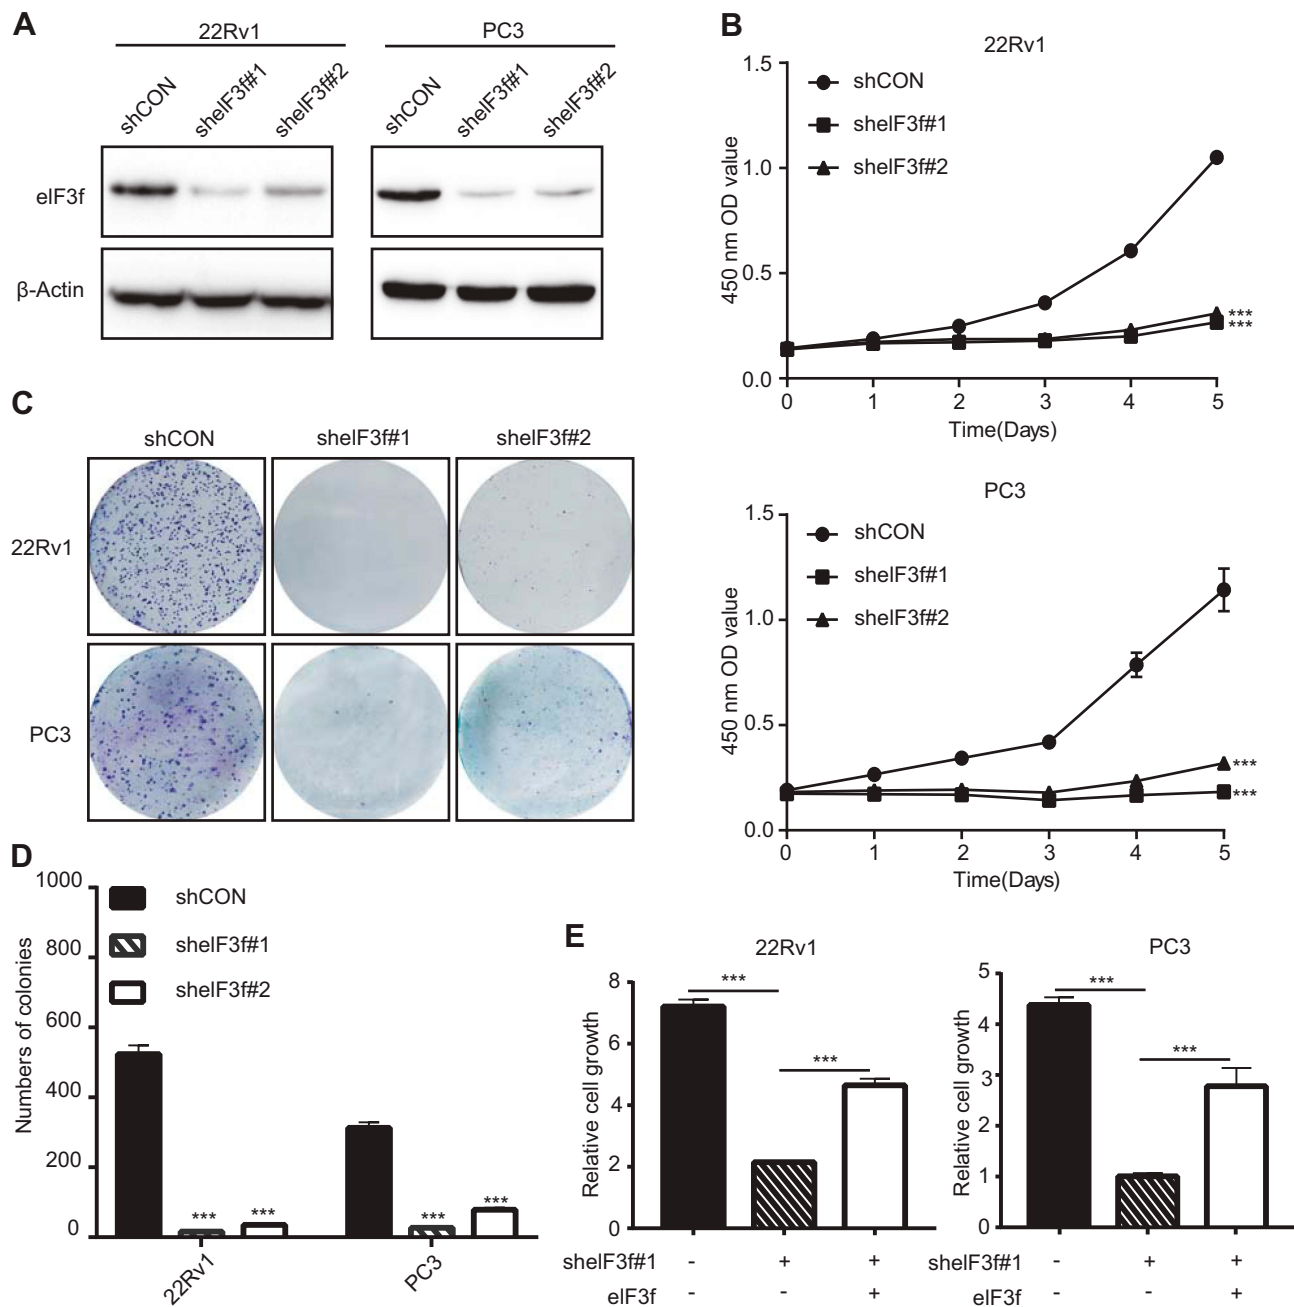 A
22Rv1
PC3
shCON
sheIF3f#1
sheIF3f#2
shCON
sheIF3f#1
sheIF3f#2
eIF3f
β-Actin
B
22Rv1
1.5
1.0
0.5
0.0
450 nm OD value
shCON
sheIF3f#1
sheIF3f#2
***
***
0 1 2 3 4 5
Time(Days)
PC3
1.5
1.0
0.5
0.0
450 nm OD value
shCON
sheIF3f#1
sheIF3f#2
***
***
0 1 2 3 4 5
Time(Days)
C
shCON sheIF3f#1 sheIF3f#2
22Rv1
PC3
D
1000
800
600
400
200
0
Numbers of colonies
shCON
sheIF3f#1
sheIF3f#2
*** ***
*** ***
22Rv1
PC3
E
22Rv1
8
6
4
2
0
Relative cell growth
***
***
sheIF3f#1 - + +
eIF3f - - +
PC3
5
4
3
2
1
0
Relative cell growth
***
***
sheIF3f#1 - + +
eIF3f - - +